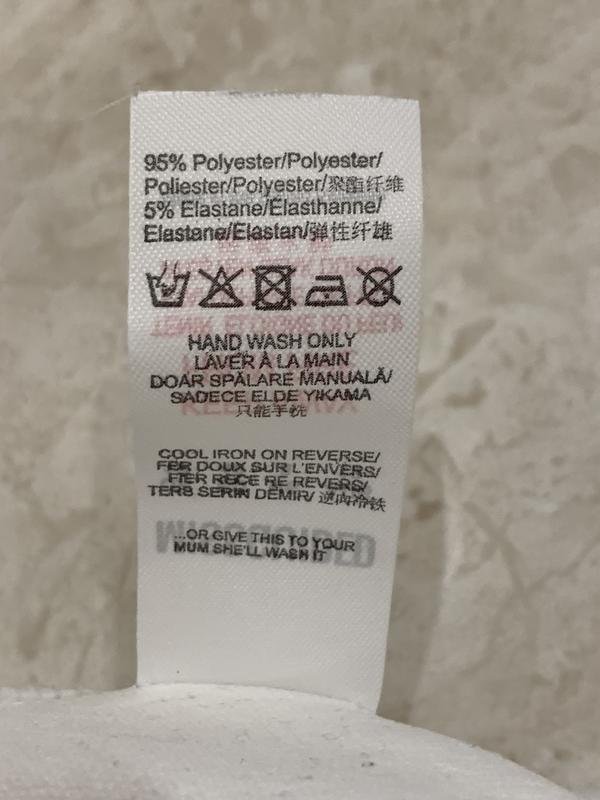 95% Polyester/Polyester/
Poliester/Polyester/聚酯纤维
5% Elastane/Elasthanne/
Elastane/Elastan/弹性纤雄
HAND WASH ONLY
LAVER À LA MAIN
DOAR SPĂLARE MANUALĂ/
SADECE ELDE YIKAMA
只能手洗
COOL IRON ON REVERSE/
FER DOUX SUR L'ENVERS/
FIER RECE RE REVERS/
TERS SERIN DEMIR/ 逆向冷铁
...OR GIVE THIS TO YOUR
MUM SHE'LL WASH IT